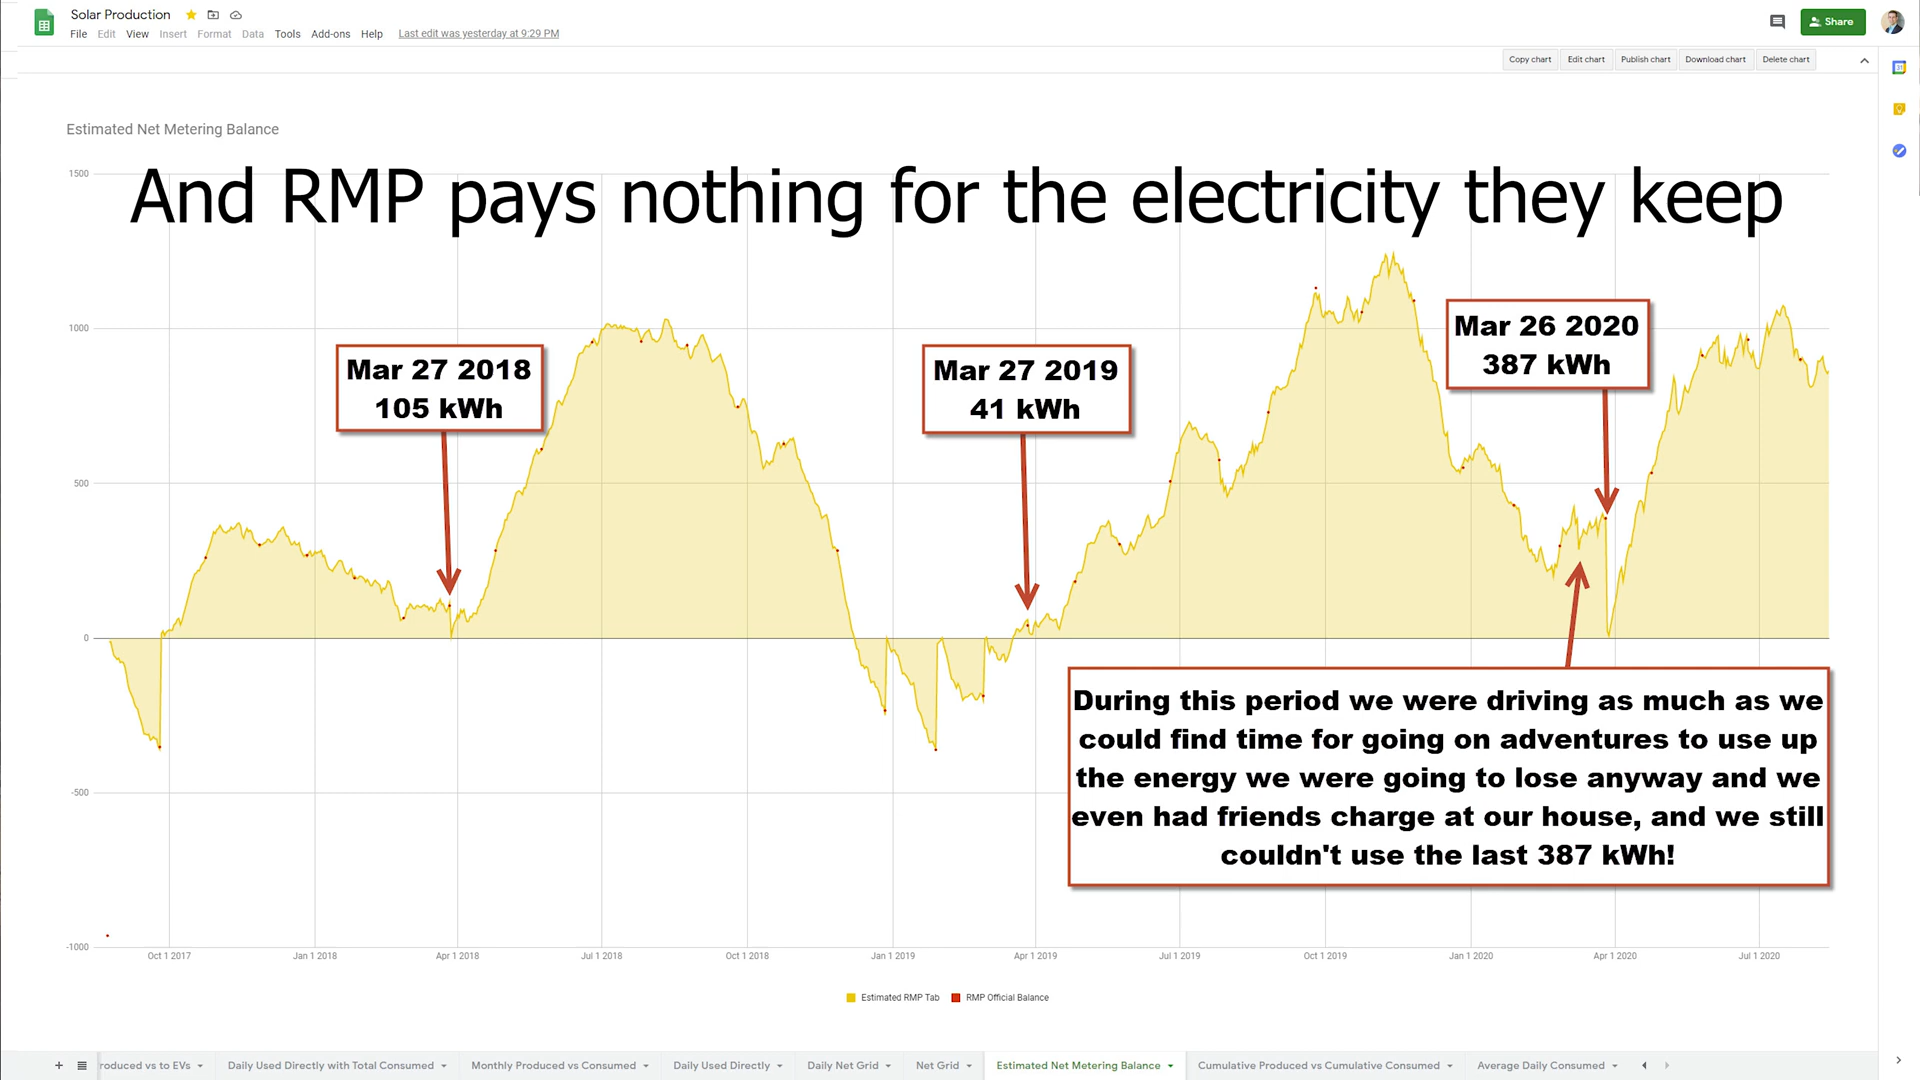 Solar Production
File Edit View Insert Format Data Tools Add-ons Help Last edit was yesterday at 9:29 PM
Share
Copy chart Edit chart Publish chart Download chart Delete chart
31
Estimated Net Metering Balance
1500
And RMP pays nothing for the electricity they keep
1000
Mar 27 2018
105 kWh
Mar 27 2019
41 kWh
Mar 26 2020
387 kWh
500
0
During this period we were driving as much as we
could find time for going on adventures to use up
the energy we were going to lose anyway and we
even had friends charge at our house, and we still
couldn't use the last 387 kWh!
-500
-1000
Oct 1 2017 Jan 1 2018 Apr 1 2018 Jul 1 2018 Oct 1 2018 Jan 1 2019 Apr 1 2019 Jul 1 2019 Oct 1 2019 Jan 1 2020 Apr 1 2020 Jul 1 2020
Estimated RMP Tab RMP Official Balance
roduced vs to EVs Daily Used Directly with Total Consumed Monthly Produced vs Consumed Daily Used Directly Daily Net Grid Net Grid Estimated Net Metering Balance Cumulative Produced vs Cumulative Consumed Average Daily Consumed